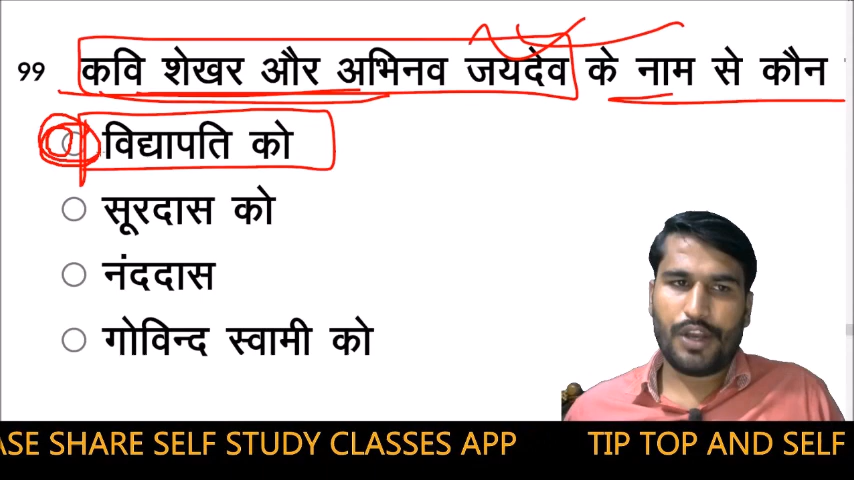 99 कवि शेखर और अभिनव जयदेव के नाम से कौन
विद्यापति को
सूरदास को
नंददास
गोविन्द स्वामी को
ASE SHARE SELF STUDY CLASSES APP TIP TOP AND SELF